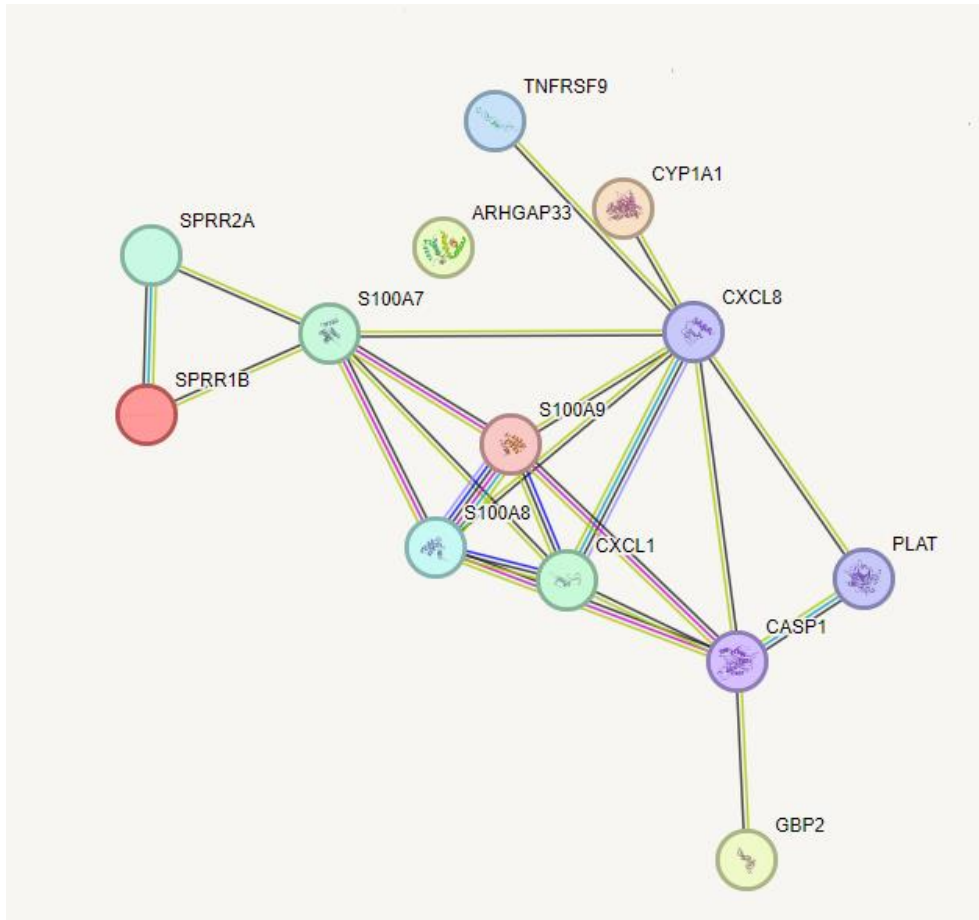 TNFRSF9
CYP1A1
ARHGAP33
SPRR2A
S100A7
CXCL8
SPRR1B
S100A9
S100A8
CXCL1
PLAT
CASP1
GBP2